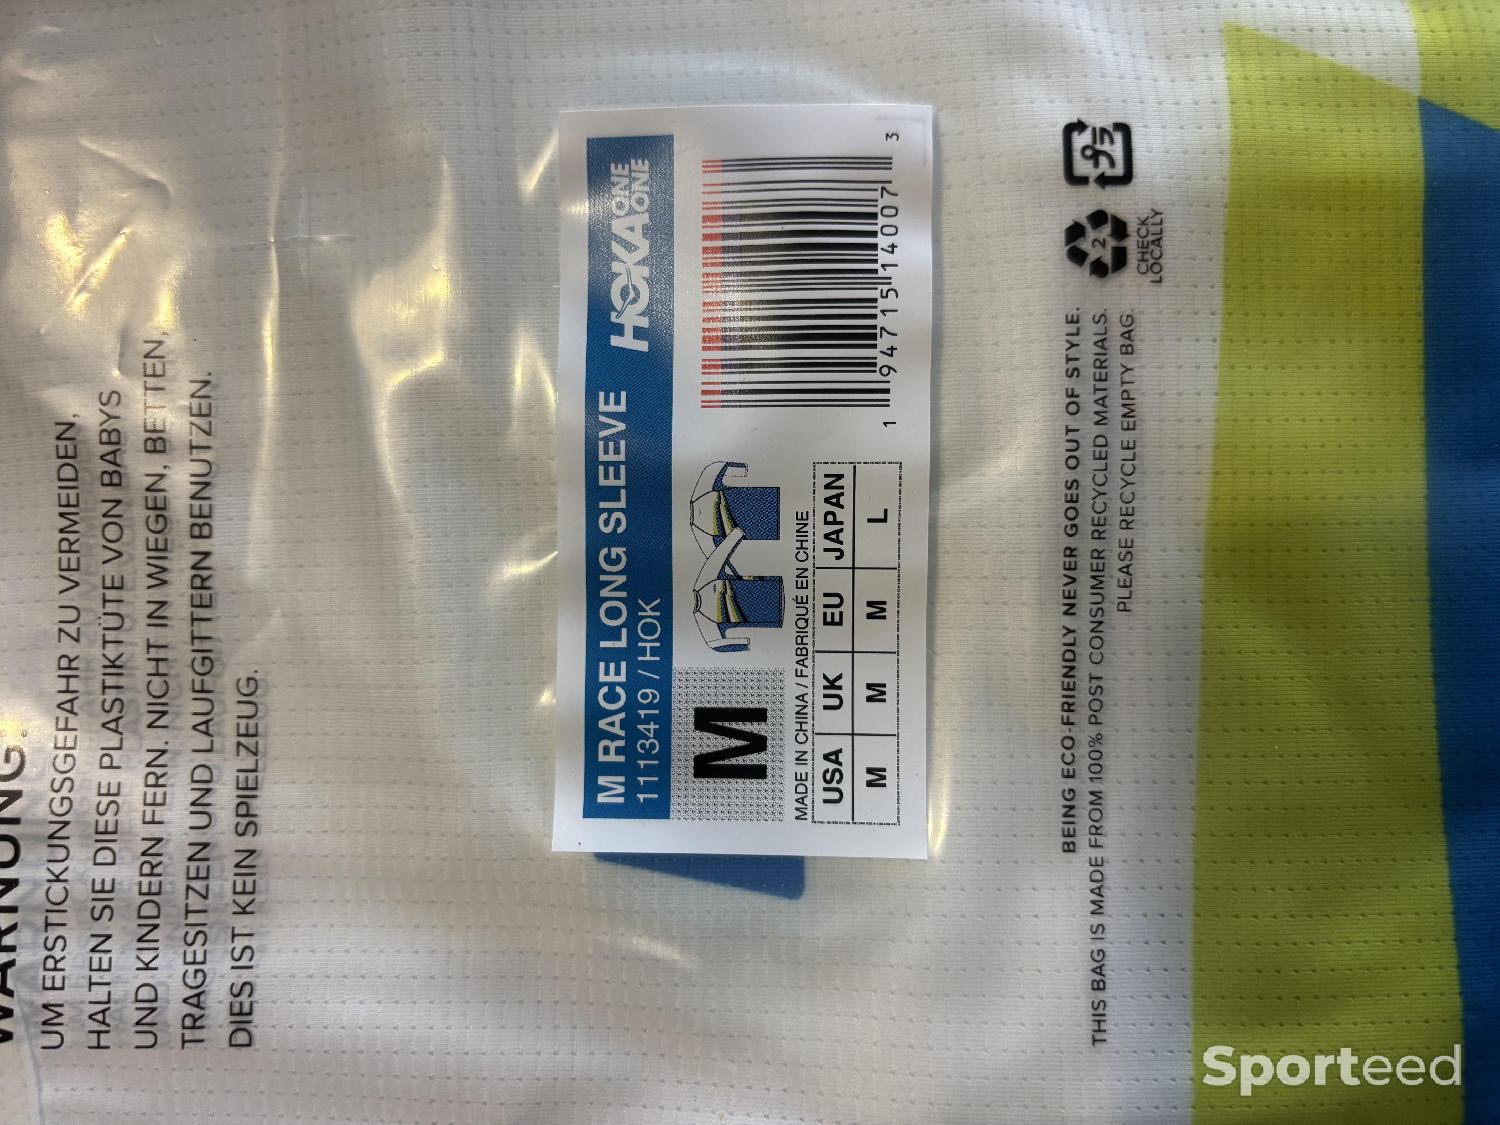 WARNUNG:
UM ERSTICKUNGSGEFAHR ZU VERMEIDEN,
HALTEN SIE DIESE PLASTIKTÜTE VON BABYS
UND KINDERN FERN. NICHT IN WIEGEN, BETTEN,
TRAGESITZEN UND LAUFGITTERN BENUTZEN.
DIES IST KEIN SPIELZEUG.
M RACE LONG SLEEVE
1113419 / HOK
HOKA ONE ONE
M
MADE IN CHINA / FABRIQUÉ EN CHINE
USA UK EU JAPAN
M M M L
1 94715 14007 3
BEING ECO-FRIENDLY NEVER GOES OUT OF STYLE.
THIS BAG IS MADE FROM 100% POST CONSUMER RECYCLED MATERIALS.
PLEASE RECYCLE EMPTY BAG.
2
CHECK
LOCALLY
プラ
Sporteed